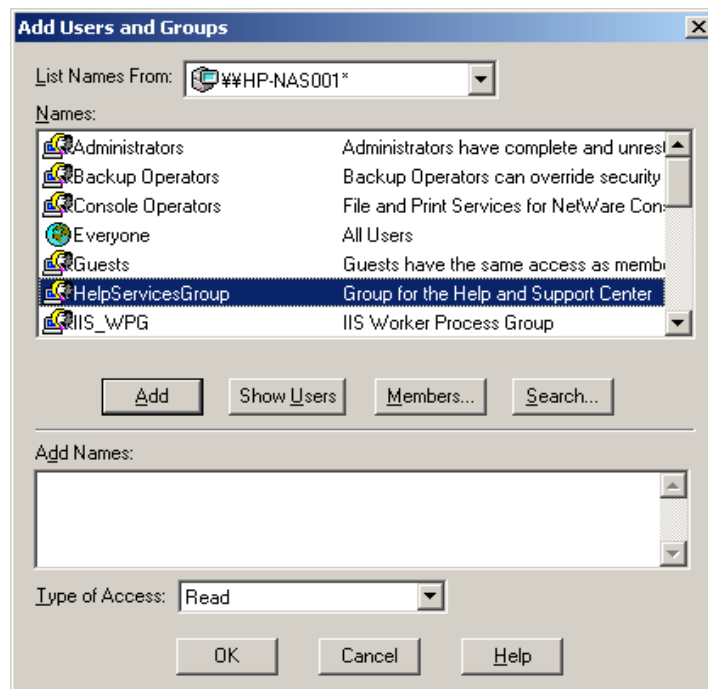 Add Users and Groups
List Names From: ¥¥HP-NAS001*
Names:
Administrators Administrators have complete and unrest
Backup Operators Backup Operators can override security
Console Operators File and Print Services for NetWare Con
Everyone All Users
Guests Guests have the same access as memb
HelpServicesGroup Group for the Help and Support Center
IIS_WPG IIS Worker Process Group
Add Show Users Members... Search...
Add Names:
Type of Access: Read
OK Cancel Help